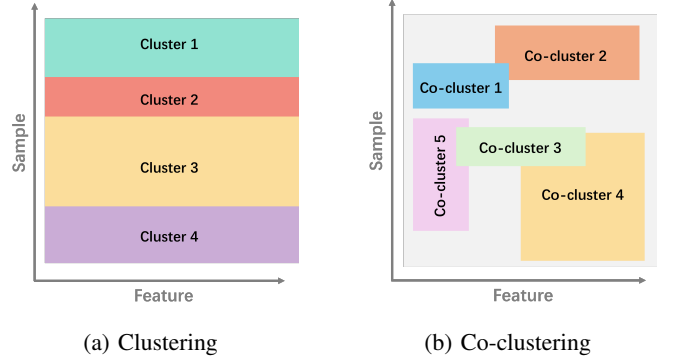 Cluster 1
Cluster 2
Cluster 3
Cluster 4
Sample
Feature
(a) Clustering
Co-cluster 2
Co-cluster 1
Co-cluster 3
Co-cluster 5
Co-cluster 4
Sample
Feature
(b) Co-clustering